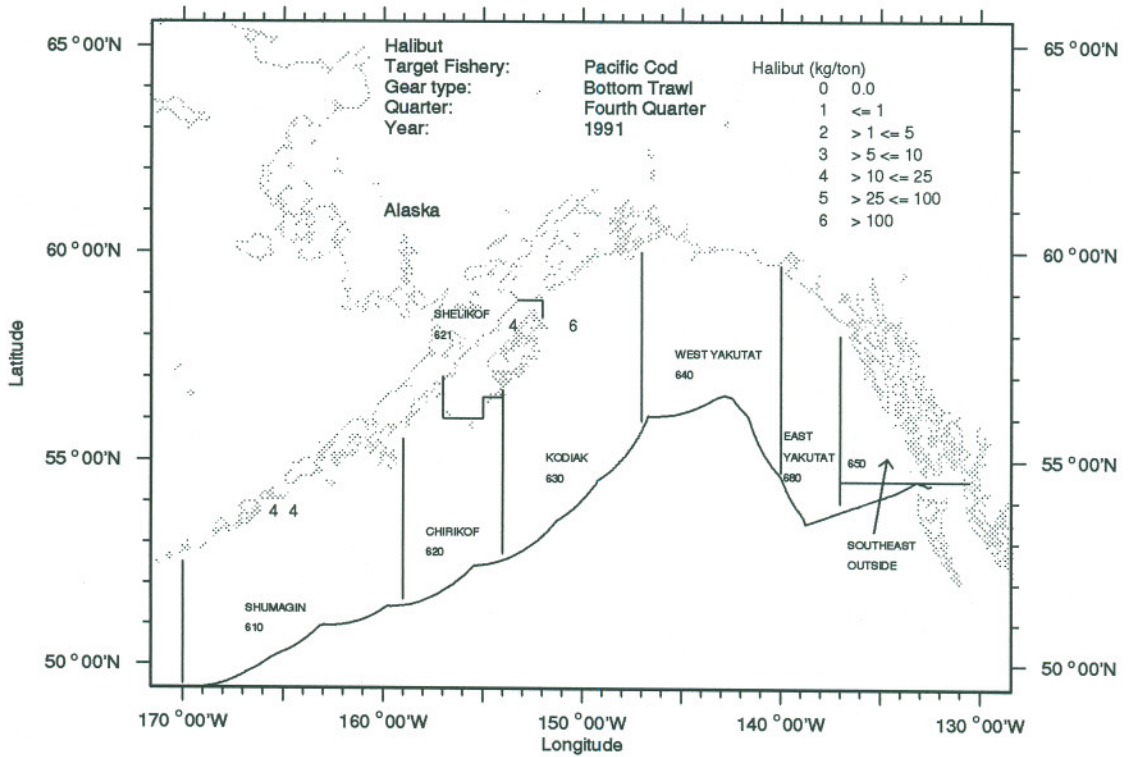 Halibut
Target Fishery: Pacific Cod
Gear type: Bottom Trawl
Quarter: Fourth Quarter
Year: 1991
Halibut (kg/ton)
0 0.0
1 <= 1
2 > 1 <= 5
3 > 5 <= 10
4 > 10 <= 25
5 > 25 <= 100
6 > 100
65 °00'N
65 °00'N
Alaska
60 °00'N
60 °00'N
SHELIKOF
621
4
6
WEST YAKUTAT
640
Latitude
EAST
YAKUTAT
680
650
55 °00'N
55 °00'N
KODIAK
630
4 4
CHIRIKOF
620
SOUTHEAST
OUTSIDE
SHUMAGIN
610
50 °00'N
50 °00'N
170 °00'W
160 °00'W
150 °00'W
140 °00'W
130 °00'W
Longitude